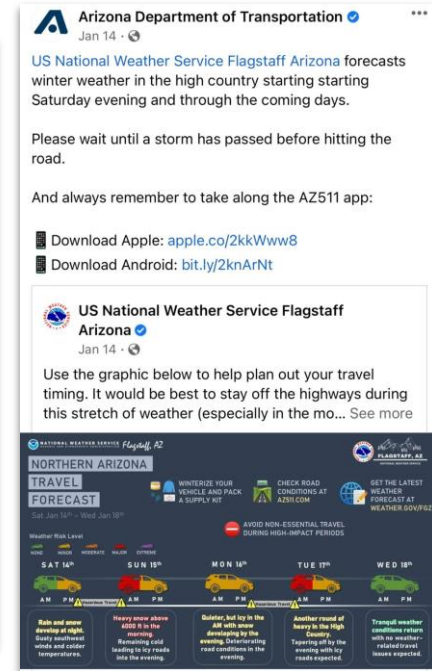 Arizona Department of Transportation
Jan 14 ·
US National Weather Service Flagstaff Arizona forecasts
winter weather in the high country starting starting
Saturday evening and through the coming days.
Please wait until a storm has passed before hitting the
road.
And always remember to take along the AZ511 app:
Download Apple: apple.co/2kkWww8
Download Android: bit.ly/2knArNt
US National Weather Service Flagstaff
Arizona
Jan 14 ·
Use the graphic below to help plan out your travel
timing. It would be best to stay off the highways during
this stretch of weather (especially in the mo... See more
NATIONAL WEATHER SERVICE Flagstaff, AZ
FLAGSTAFF, AZ
NORTHERN ARIZONA
TRAVEL
FORECAST
Sat Jan 14th - Wed Jan 18th
WINTERIZE YOUR
VEHICLE AND PACK
A SUPPLY KIT
CHECK ROAD
CONDITIONS AT
AZ511.COM
GET THE LATEST
WEATHER
FORECAST AT
WEATHER.GOV/FGZ
AVOID NON-ESSENTIAL TRAVEL
DURING HIGH-IMPACT PERIODS
Weather Risk Level
NONE MINOR MODERATE MAJOR EXTREME
SAT 14th SUN 15th MON 16th TUE 17th WED 18th
AM PM AM PM AM PM AM PM AM PM
Hazardous Travel Hazardous Travel
Rain and snow
develop at night.
Gusty southwest
winds and colder
temperatures.
Heavy snow above
6000 ft in the
morning.
Remaining cold
leading to icy roads
into the evening.
Quieter, but icy in the
AM with snow
developing by the
evening. Deteriorating
road conditions in the
evening.
Another round of
heavy in the High
Country.
Tapering off by the
evening with icy
roads expected.
Tranquil weather
conditions return
with no weather-
related travel
issues expected.